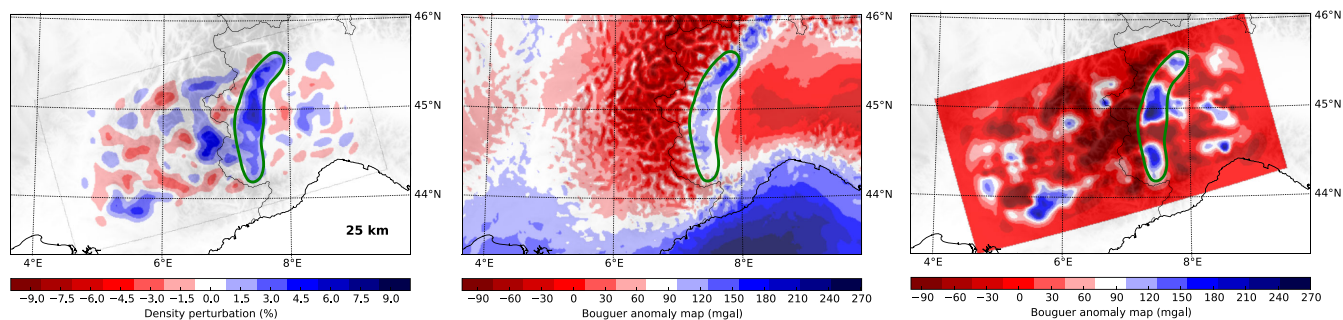 46°N 46°N
45°N 45°N 45°N
44°N 44°N 44°N
25 km
4°E 6°E 8°E 4°E 6°E 8°E 4°E 6°E 8°E
−9.0 −7.5 −6.0 −4.5 −3.0 −1.5 0.0 1.5 3.0 4.5 6.0 7.5 9.0
Density perturbation (%)
−90 −60 −30 0 30 60 90 120 150 180 210 240 270
Bouguer anomaly map (mgal)
−90 −60 −30 0 30 60 90 120 150 180 210 240 270
Bouguer anomaly map (mgal)